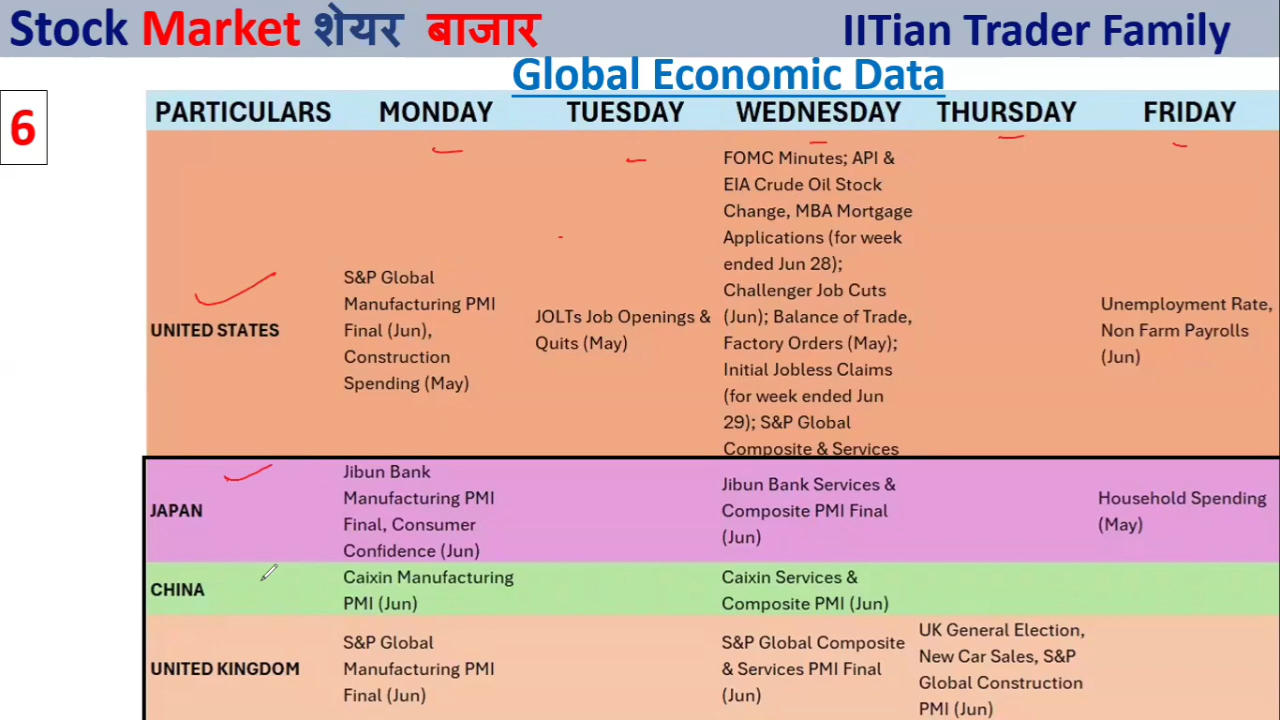 Stock Market शेयर बाजार
IITian Trader Family
Global Economic Data
6
PARTICULARS MONDAY TUESDAY WEDNESDAY THURSDAY FRIDAY
UNITED STATES
S&P Global
Manufacturing PMI
Final (Jun),
Construction
Spending (May)
JOLTs Job Openings &
Quits (May)
FOMC Minutes; API &
EIA Crude Oil Stock
Change, MBA Mortgage
Applications (for week
ended Jun 28);
Challenger Job Cuts
(Jun); Balance of Trade,
Factory Orders (May);
Initial Jobless Claims
(for week ended Jun
29); S&P Global
Composite & Services
Unemployment Rate,
Non Farm Payrolls
(Jun)
JAPAN
Jibun Bank
Manufacturing PMI
Final, Consumer
Confidence (Jun)
Jibun Bank Services &
Composite PMI Final
(Jun)
Household Spending
(May)
CHINA
Caixin Manufacturing
PMI (Jun)
Caixin Services &
Composite PMI (Jun)
UNITED KINGDOM
S&P Global
Manufacturing PMI
Final (Jun)
S&P Global Composite
& Services PMI Final
(Jun)
UK General Election,
New Car Sales, S&P
Global Construction
PMI (Jun)